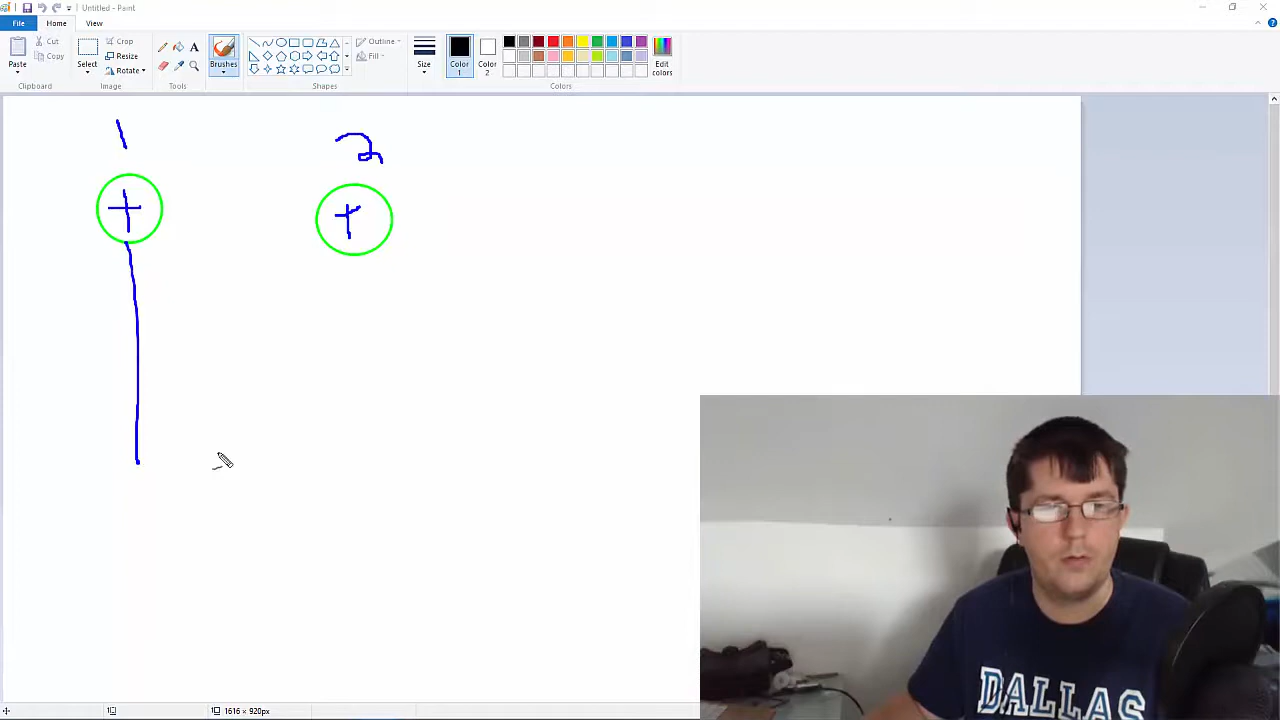 Untitled - Paint
File
Home
View
Paste
Cut
Copy
Clipboard
Select
Crop
Resize
Rotate
Image
Tools
Brushes
Outline
Fill
Shapes
Size
Color
1
Color
2
Edit
colors
Colors
1
2
+
+
DALLAS
1616 × 920px